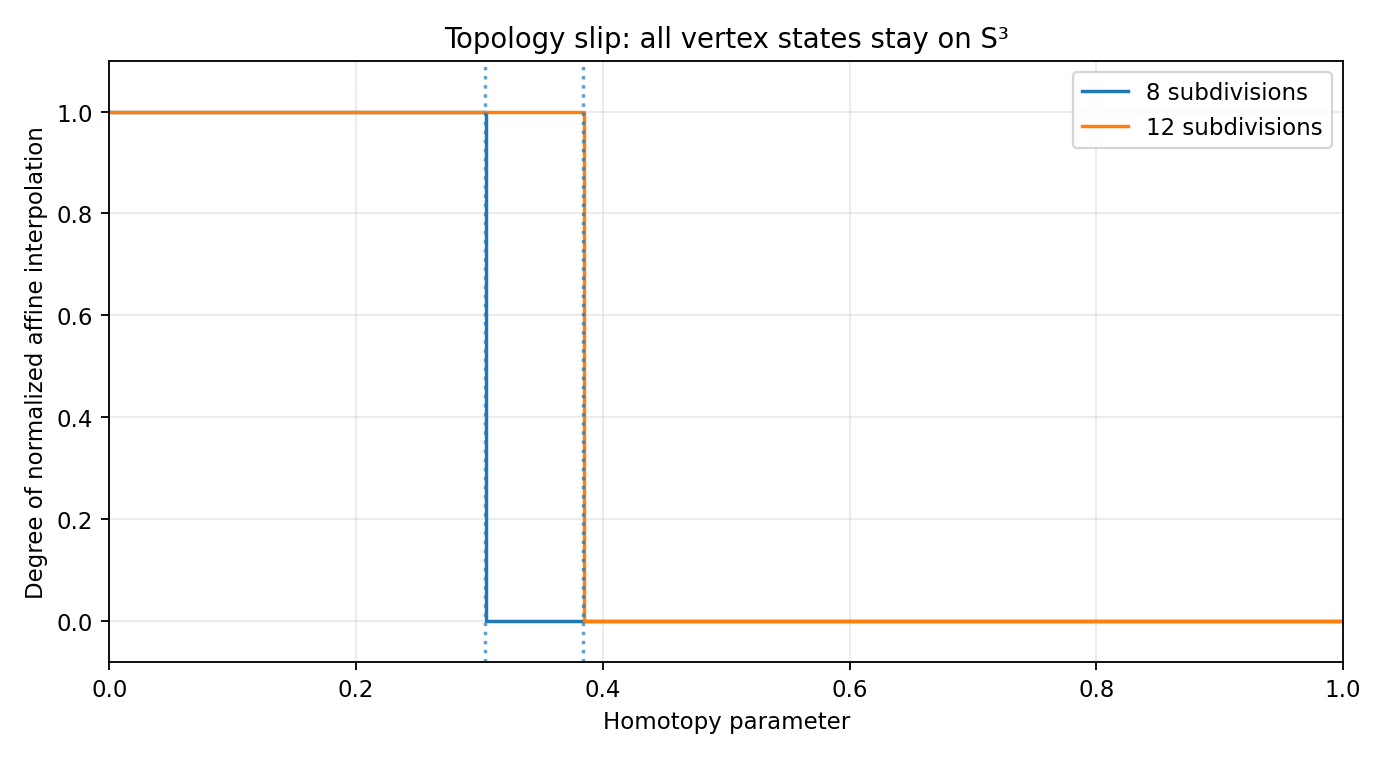 Topology slip: all vertex states stay on S³
8 subdivisions
12 subdivisions
Degree of normalized affine interpolation
1.0
0.8
0.6
0.4
0.2
0.0
0.0 0.2 0.4 0.6 0.8 1.0
Homotopy parameter